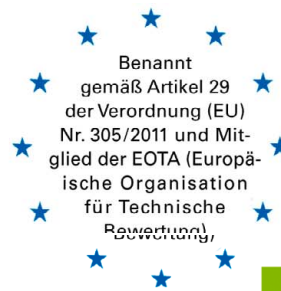 Benannt
gemäß Artikel 29
der Verordnung (EU)
Nr. 305/2011 und Mit-
glied der EOTA (Europä-
ische Organisation
für Technische
Bewertung)